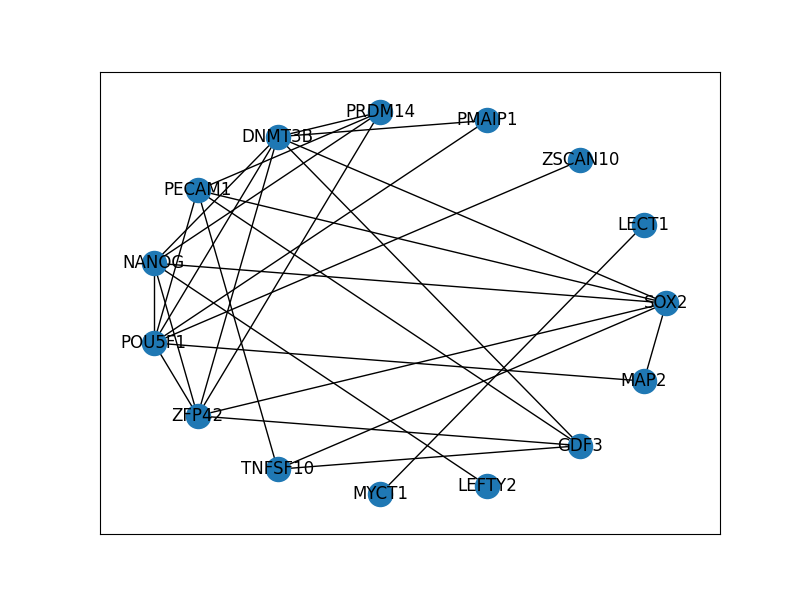 PRDM14
PMAIP1
DNMT3B
ZSCAN10
PECAM1
LECT1
NANOG
SOX2
POU5F1
MAP2
ZFP42
GDF3
TNFSF10
LEFTY2
MYCT1